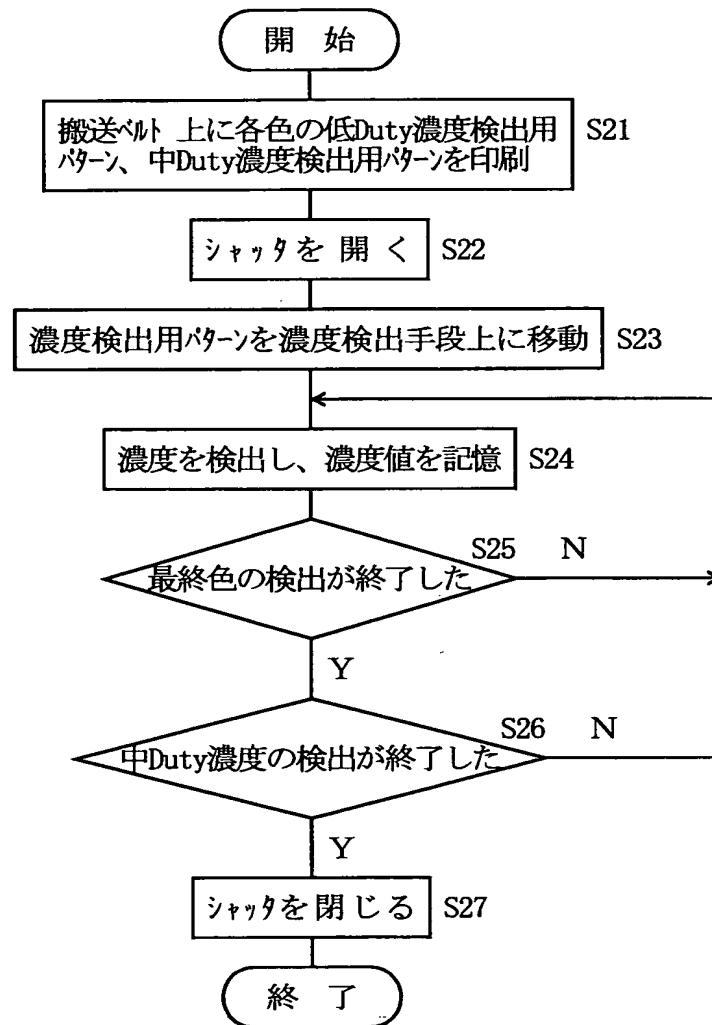 開 始
搬送ﾍﾞﾙﾄ 上に各色の低Duty濃度検出用
ﾊﾟﾀｰﾝ、中Duty濃度検出用ﾊﾟﾀｰﾝを印刷
S21
ｼｬｯﾀを 開 く
S22
濃度検出用ﾊﾟﾀｰﾝを濃度検出手段上に移動
S23
濃度を検出し、濃度値を記憶
S24
S25 N
最終色の検出が終了した
Y
S26 N
中Duty濃度の検出が終了した
Y
ｼｬｯﾀを 閉 じ る
S27
終 了